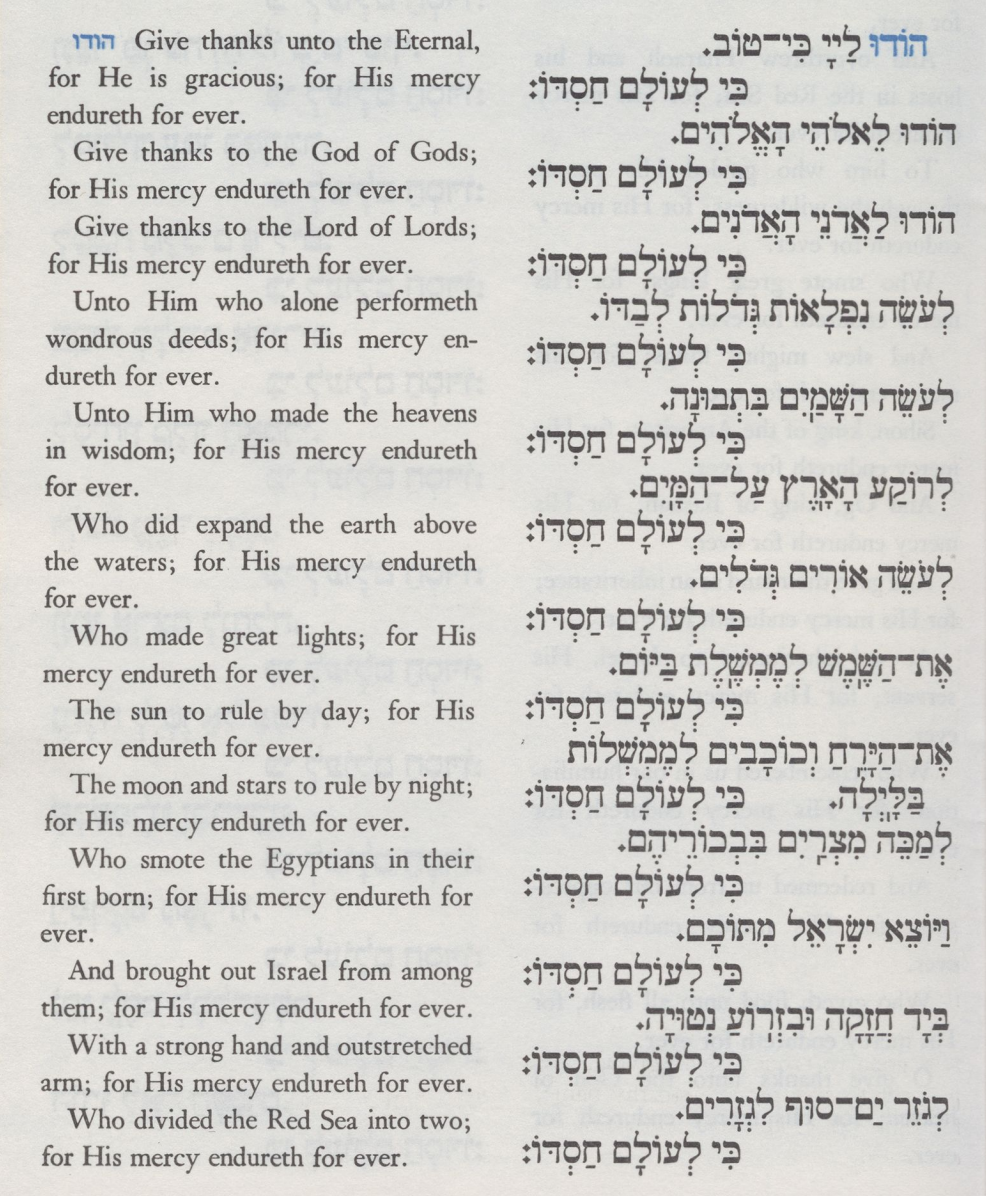 הודו Give thanks unto the Eternal,
for He is gracious; for His mercy
endureth for ever.
Give thanks to the God of Gods;
for His mercy endureth for ever.
Give thanks to the Lord of Lords;
for His mercy endureth for ever.
Unto Him who alone performeth
wondrous deeds; for His mercy en-
dureth for ever.
Unto Him who made the heavens
in wisdom; for His mercy endureth
for ever.
Who did expand the earth above
the waters; for His mercy endureth
for ever.
Who made great lights; for His
mercy endureth for ever.
The sun to rule by day; for His
mercy endureth for ever.
The moon and stars to rule by night;
for His mercy endureth for ever.
Who smote the Egyptians in their
first born; for His mercy endureth for
ever.
And brought out Israel from among
them; for His mercy endureth for ever.
With a strong hand and outstretched
arm; for His mercy endureth for ever.
Who divided the Red Sea into two;
for His mercy endureth for ever.
הוֹדוּ לַיְיָ כִּי־טוֹב.
כִּי לְעוֹלָם חַסְדּוֹ:
הוֹדוּ לֵאלֹהֵי הָאֱלֹהִים.
כִּי לְעוֹלָם חַסְדּוֹ:
הוֹדוּ לַאֲדֹנֵי הָאֲדֹנִים.
כִּי לְעוֹלָם חַסְדּוֹ:
לְעֹשֵׂה נִפְלָאוֹת גְּדֹלוֹת לְבַדּוֹ.
כִּי לְעוֹלָם חַסְדּוֹ:
לְעֹשֵׂה הַשָּׁמַיִם בִּתְבוּנָה.
כִּי לְעוֹלָם חַסְדּוֹ:
לְרוֹקַע הָאָרֶץ עַל־הַמָּיִם.
כִּי לְעוֹלָם חַסְדּוֹ:
לְעֹשֵׂה אוֹרִים גְּדֹלִים.
כִּי לְעוֹלָם חַסְדּוֹ:
אֶת־הַשֶּׁמֶשׁ לְמֶמְשֶׁלֶת בַּיּוֹם.
כִּי לְעוֹלָם חַסְדּוֹ:
אֶת־הַיָּרֵחַ וְכוֹכָבִים לְמֶמְשְׁלוֹת
בַּלָּיְלָה. כִּי לְעוֹלָם חַסְדּוֹ:
לְמַכֵּה מִצְרַיִם בִּבְכוֹרֵיהֶם.
כִּי לְעוֹלָם חַסְדּוֹ:
וַיּוֹצֵא יִשְׂרָאֵל מִתּוֹכָם.
כִּי לְעוֹלָם חַסְדּוֹ:
בְּיָד חֲזָקָה וּבִזְרוֹעַ נְטוּיָה.
כִּי לְעוֹלָם חַסְדּוֹ:
לְגֹזֵר יַם־סוּף לִגְזָרִים.
כִּי לְעוֹלָם חַסְדּוֹ: